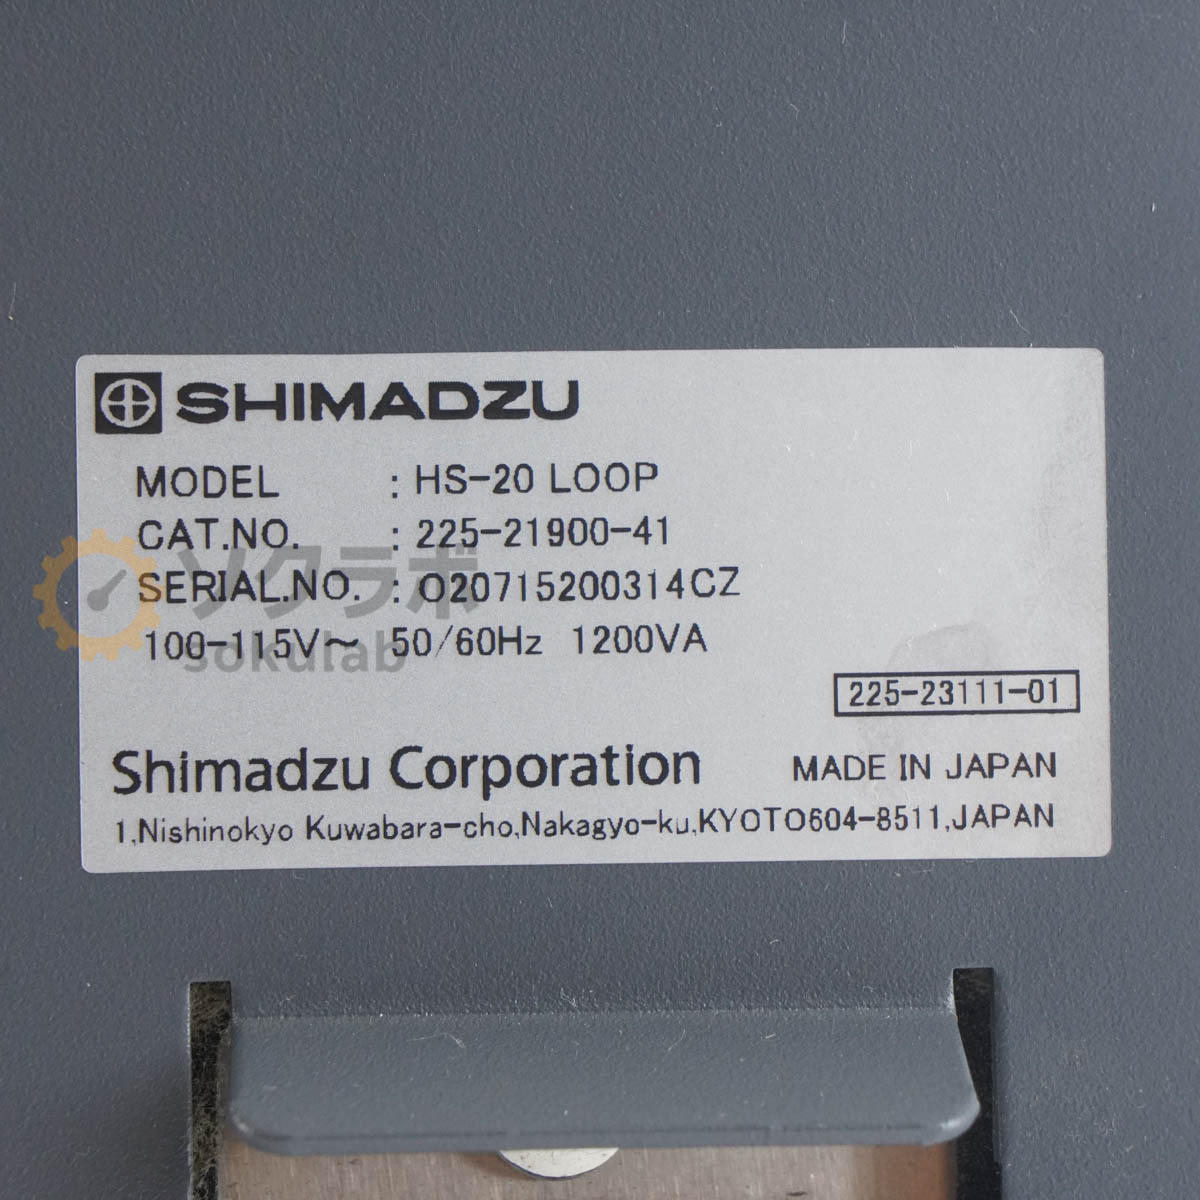 SHIMADZU
MODEL : HS-20 LOOP
CAT.NO. : 225-21900-41
SERIAL.NO. : O20715200314CZ
100-115V~ 50/60Hz 1200VA
ソクラボ
sokulab
225-23111-01
Shimadzu Corporation MADE IN JAPAN
1,Nishinokyo Kuwabara-cho,Nakagyo-ku,KYOTO604-8511,JAPAN